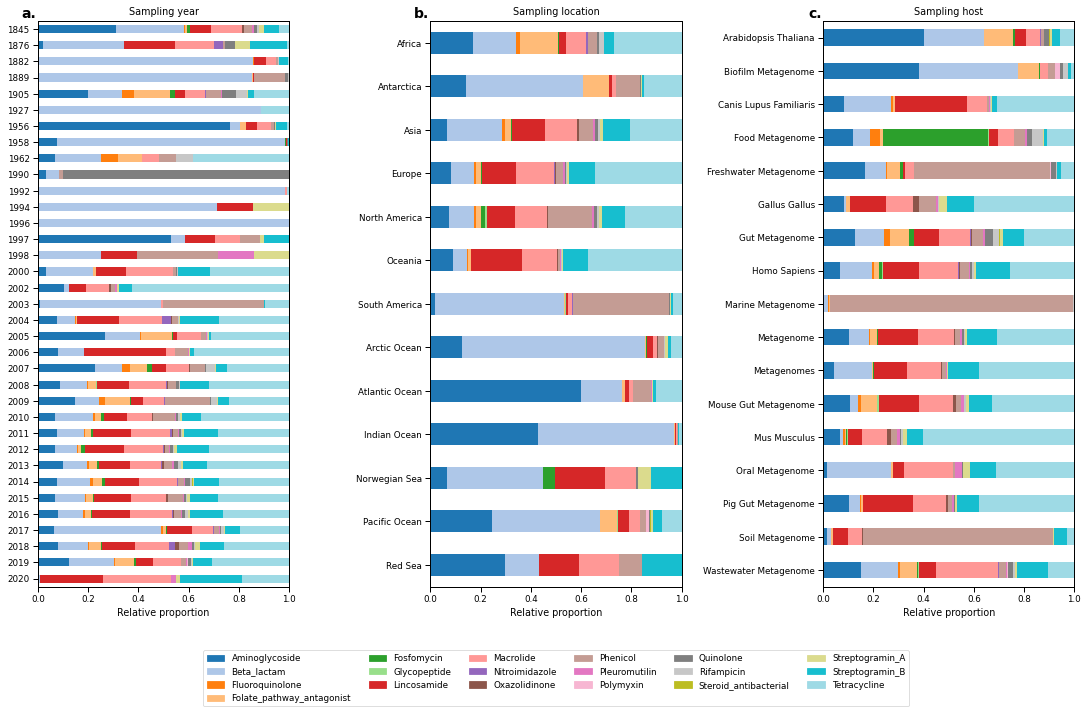 a.
Sampling year
1845
1876
1882
1889
1905
1927
1956
1958
1962
1990
1992
1994
1996
1997
1998
2000
2002
2003
2004
2005
2006
2007
2008
2009
2010
2011
2012
2013
2014
2015
2016
2017
2018
2019
2020
0.0 0.2 0.4 0.6 0.8 1.0
Relative proportion
b.
Sampling location
Africa
Antarctica
Asia
Europe
North America
Oceania
South America
Arctic Ocean
Atlantic Ocean
Indian Ocean
Norwegian Sea
Pacific Ocean
Red Sea
0.0 0.2 0.4 0.6 0.8 1.0
Relative proportion
c.
Sampling host
Arabidopsis Thaliana
Biofilm Metagenome
Canis Lupus Familiaris
Food Metagenome
Freshwater Metagenome
Gallus Gallus
Gut Metagenome
Homo Sapiens
Marine Metagenome
Metagenome
Metagenomes
Mouse Gut Metagenome
Mus Musculus
Oral Metagenome
Pig Gut Metagenome
Soil Metagenome
Wastewater Metagenome
0.0 0.2 0.4 0.6 0.8 1.0
Relative proportion
Aminoglycoside
Beta_lactam
Fluoroquinolone
Folate_pathway_antagonist
Fosfomycin
Glycopeptide
Lincosamide
Macrolide
Nitroimidazole
Oxazolidinone
Phenicol
Pleuromutilin
Polymyxin
Quinolone
Rifampicin
Steroid_antibacterial
Streptogramin_A
Streptogramin_B
Tetracycline